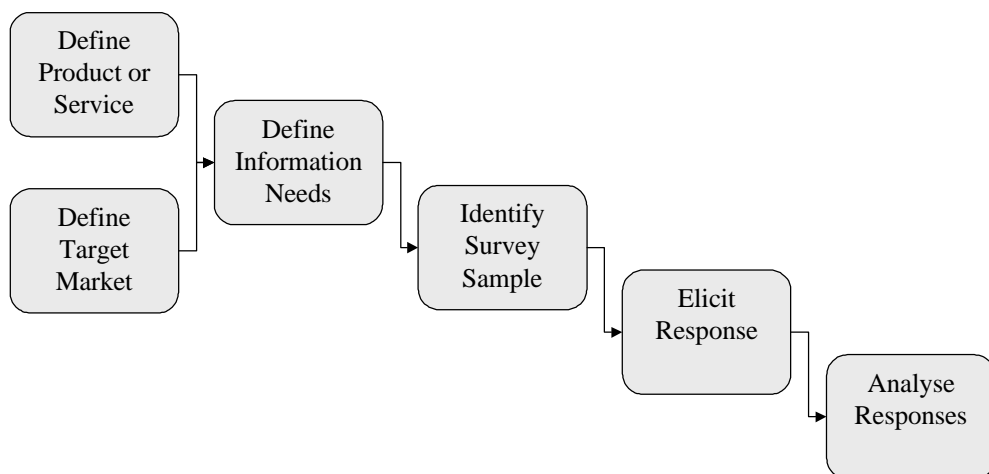 Define
Product or
Service
Define
Target
Market
Define
Information
Needs
Identify
Survey
Sample
Elicit
Response
Analyse
Responses